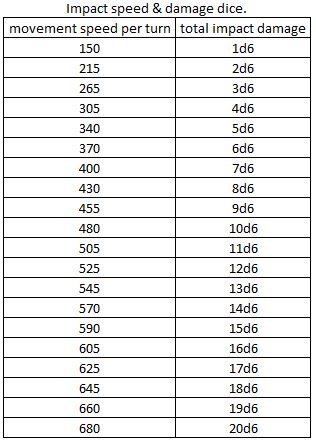 Impact speed & damage dice.
movement speed per turn total impact damage
150 1d6
215 2d6
265 3d6
305 4d6
340 5d6
370 6d6
400 7d6
430 8d6
455 9d6
480 10d6
505 11d6
525 12d6
545 13d6
570 14d6
590 15d6
605 16d6
625 17d6
645 18d6
660 19d6
680 20d6